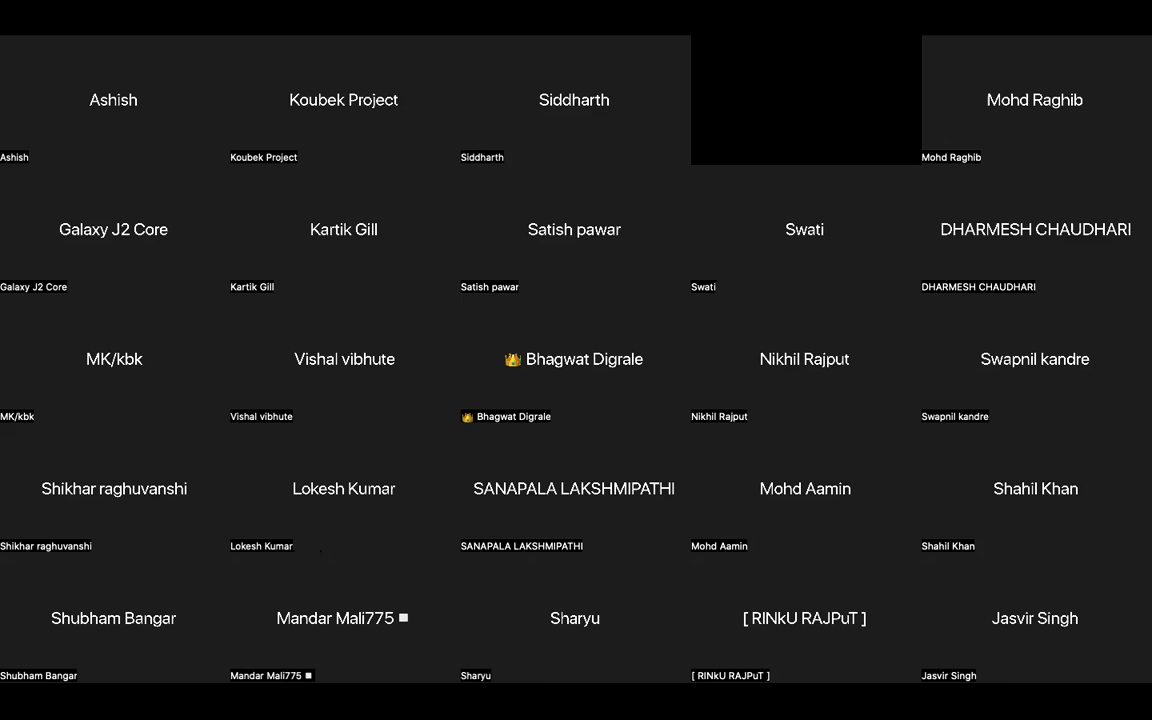 Ashish
Koubek Project
Siddharth
Mohd Raghib
Ashish
Koubek Project
Siddharth
Mohd Raghib
Galaxy J2 Core
Kartik Gill
Satish pawar
Swati
DHARMESH CHAUDHARI
Galaxy J2 Core
Kartik Gill
Satish pawar
Swati
DHARMESH CHAUDHARI
MK/kbk
Vishal vibhute
👑 Bhagwat Digrale
Nikhil Rajput
Swapnil kandre
MK/kbk
Vishal vibhute
👑 Bhagwat Digrale
Nikhil Rajput
Swapnil kandre
Shikhar raghuvanshi
Lokesh Kumar
SANAPALA LAKSHMIPATHI
Mohd Aamin
Shahil Khan
Shikhar raghuvanshi
Lokesh Kumar
SANAPALA LAKSHMIPATHI
Mohd Aamin
Shahil Khan
Shubham Bangar
Mandar Mali775 ◽
Sharyu
[ RINkU RAJPuT ]
Jasvir Singh
Shubham Bangar
Mandar Mali775 ◽
Sharyu
[ RINkU RAJPuT ]
Jasvir Singh